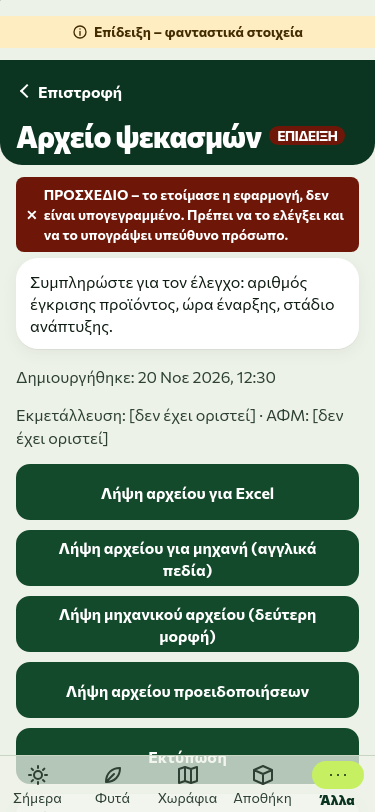 Επίδειξη – φανταστικά στοιχεία
Επιστροφή
Αρχείο ψεκασμών ΕΠΙΔΕΙΞΗ
ΠΡΟΣΧΕΔΙΟ – το ετοίμασε η εφαρμογή, δεν
είναι υπογεγραμμένο. Πρέπει να το ελέγξει και
να το υπογράψει υπεύθυνο πρόσωπο.
Συμπληρώστε για τον έλεγχο: αριθμός
έγκρισης προϊόντος, ώρα έναρξης, στάδιο
ανάπτυξης.
Δημιουργήθηκε: 20 Νοε 2026, 12:30
Εκμετάλλευση: [δεν έχει οριστεί] · ΑΦΜ: [δεν
έχει οριστεί]
Λήψη αρχείου για Excel
Λήψη αρχείου για μηχανή (αγγλικά
πεδία)
Λήψη μηχανικού αρχείου (δεύτερη
μορφή)
Λήψη αρχείου προειδοποιήσεων
Εκτύπωση
Σήμερα Φυτά Χωράφια Αποθήκη Άλλα